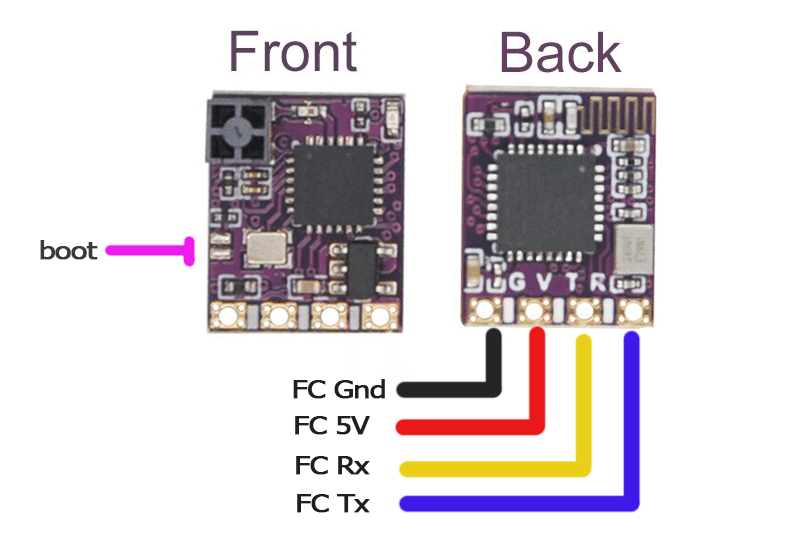 Front
Back
boot
G V T R
FC Gnd
FC 5V
FC Rx
FC Tx